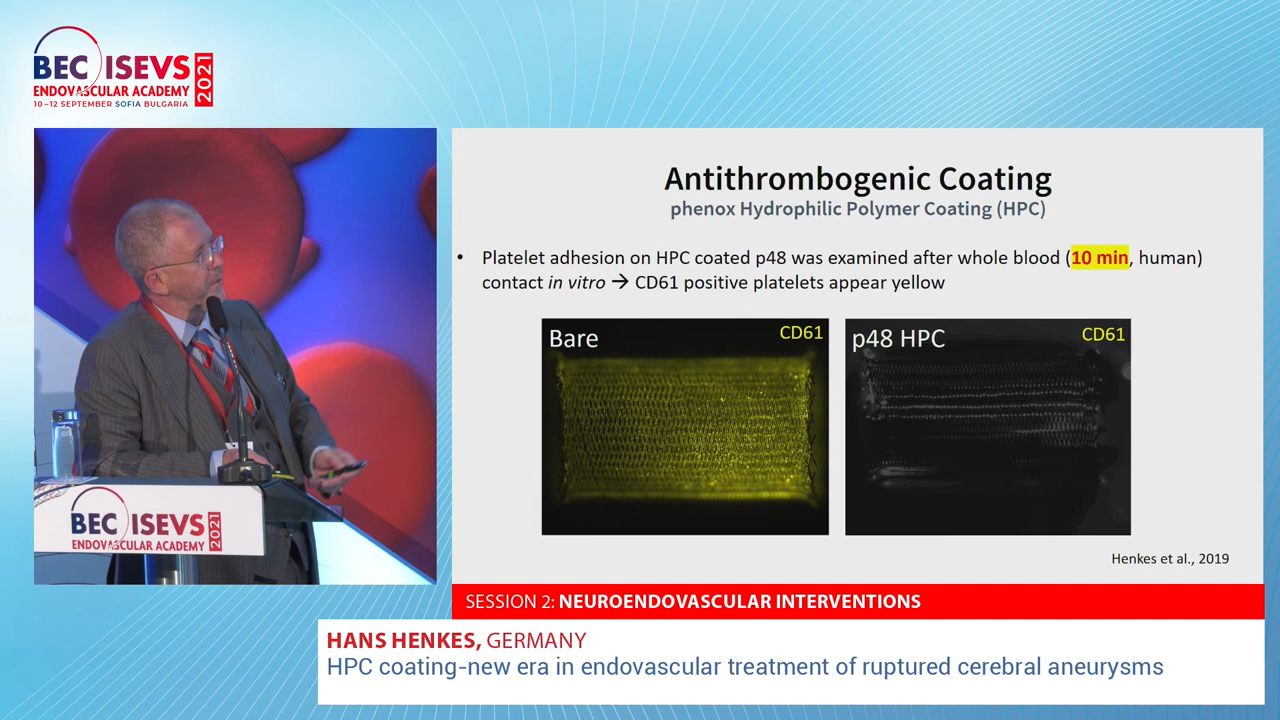 BEC ISEVS 2021
ENDOVASCULAR ACADEMY
10-12 SEPTEMBER SOFIA BULGARIA
Antithrombogenic Coating
phenox Hydrophilic Polymer Coating (HPC)
• Platelet adhesion on HPC coated p48 was examined after whole blood (10 min, human)
contact in vitro → CD61 positive platelets appear yellow
Bare
CD61
p48 HPC
CD61
Henkes et al., 2019
BEC ISEVS 2021
ENDOVASCULAR ACADEMY
SESSION 2: NEUROENDOVASCULAR INTERVENTIONS
HANS HENKES, GERMANY
HPC coating-new era in endovascular treatment of ruptured cerebral aneurysms